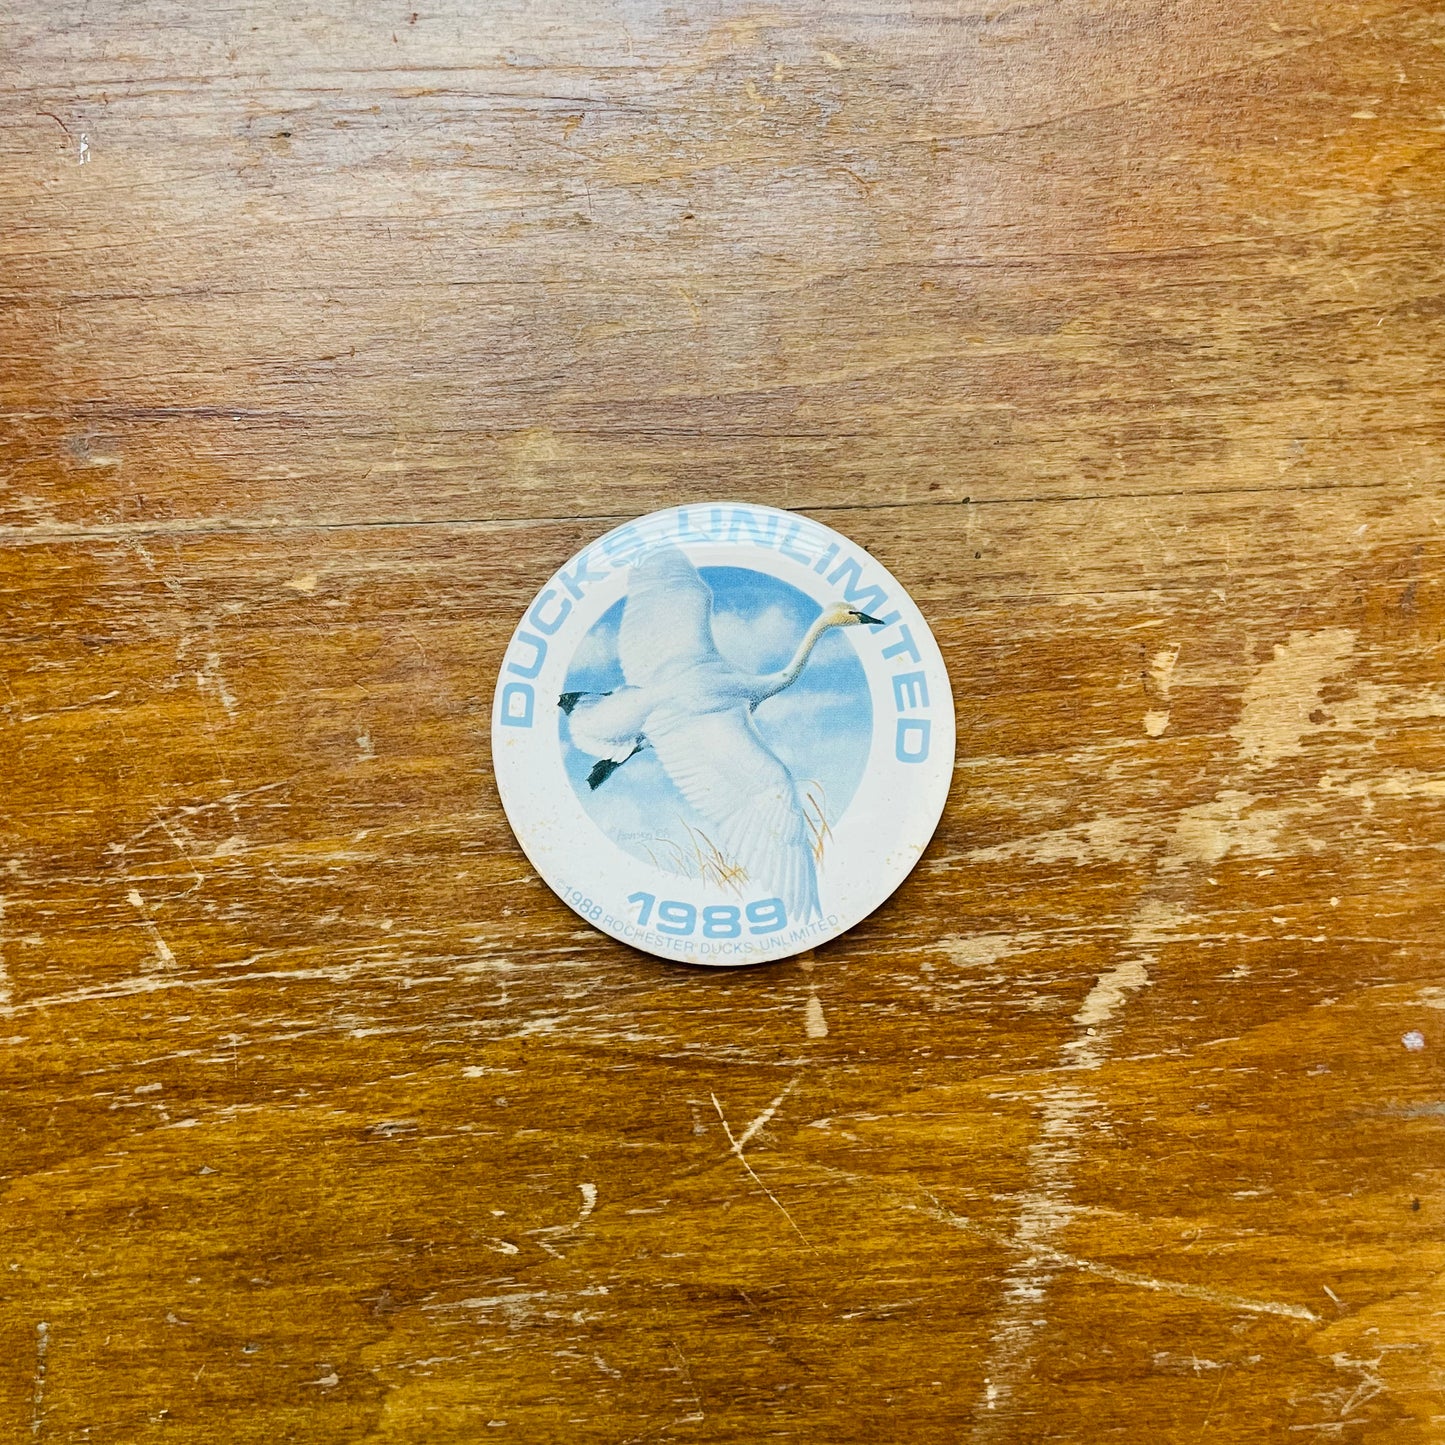 DUCKS UNLIMITED
1989
©1988 ROCHESTER DUCKS UNLIMITED